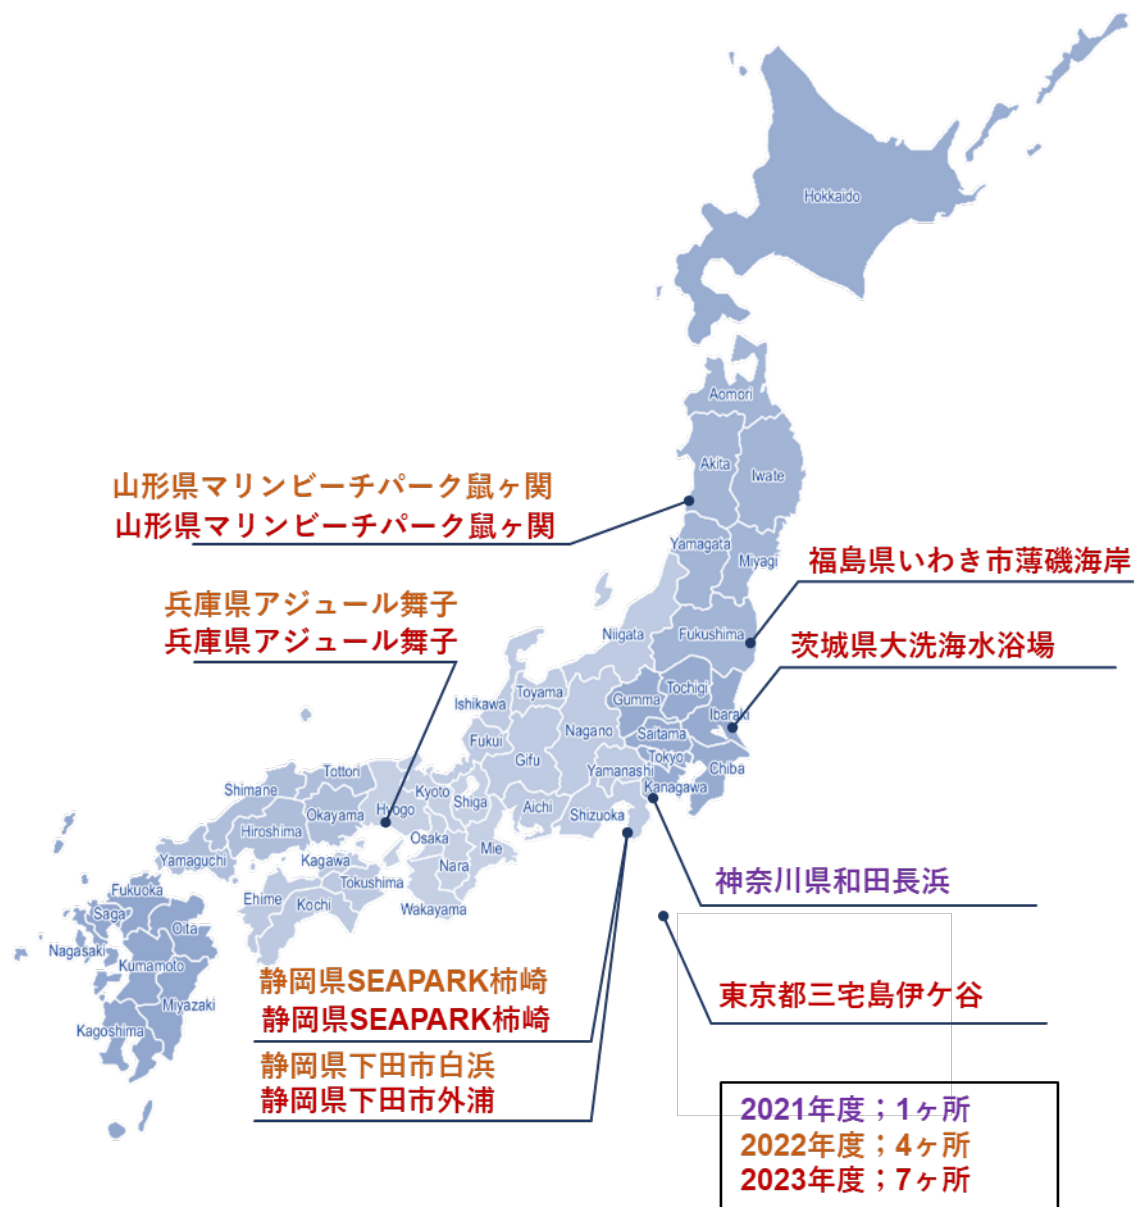 Hokkaido
Aomori
Akita
Iwate
山形県マリンビーチパーク鼠ヶ関
山形県マリンビーチパーク鼠ヶ関
Yamagata
Miyagi
福島県いわき市薄磯海岸
兵庫県アジュール舞子
兵庫県アジュール舞子
Niigata
Fukushima
茨城県大洗海水浴場
Toyama
Ishikawa
Tochigi
Gumma
Ibaraki
Nagano
Saitama
Fukui
Gifu
Tokyo
Chiba
Yamanashi
Kanagawa
Tottori
Shimane
Kyoto
Shiga
Hyogo
Okayama
Aichi
Shizuoka
Hiroshima
Osaka
Mie
Yamaguchi
Kagawa
Nara
Tokushima
Fukuoka
Ehime
Kochi
Wakayama
Saga
Oita
Nagasaki
Kumamoto
Miyazaki
Kagoshima
神奈川県和田長浜
静岡県SEAPARK柿崎
静岡県SEAPARK柿崎
東京都三宅島伊ケ谷
静岡県下田市白浜
静岡県下田市外浦
2021年度；1ヶ所
2022年度；4ヶ所
2023年度；7ヶ所